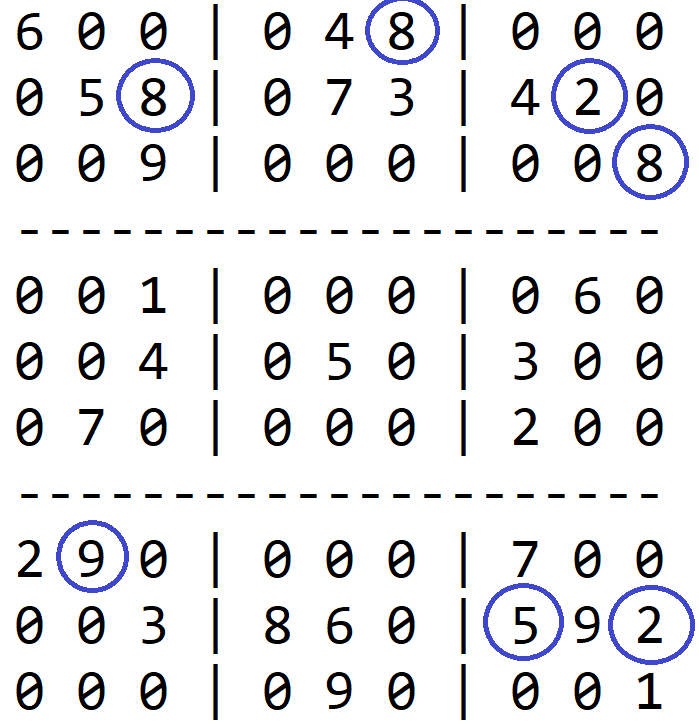 6 0 0 | 0 4 8 | 0 0 0
0 5 8 | 0 7 3 | 4 2 0
0 0 9 | 0 0 0 | 0 0 8
- - - - - - - - - - - - - - - - - - - - -
0 0 1 | 0 0 0 | 0 6 0
0 0 4 | 0 5 0 | 3 0 0
0 7 0 | 0 0 0 | 2 0 0
- - - - - - - - - - - - - - - - - - - - -
2 9 0 | 0 0 0 | 7 0 0
0 0 3 | 8 6 0 | 5 9 2
0 0 0 | 0 9 0 | 0 0 1